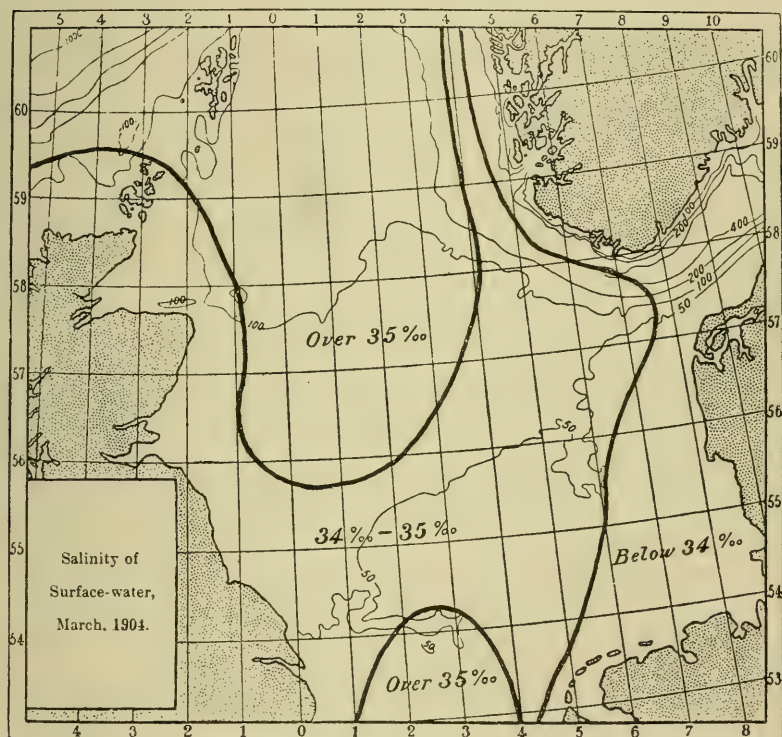 5 4 3 2 1 0 1 2 3 4 5 6 7 8 9 10
1000
100
60 60
59 59
400
200 100
58 58
200
100
100
100
50
57 57
Over 35 ‰
56 56
50
34 ‰ – 35 ‰
55 55
Below 34 ‰
Salinity of
Surface-water,
March, 1904.
50
54 54
50
Over 35 ‰
53
4 3 2 1 0 1 2 3 4 5 6 7 8